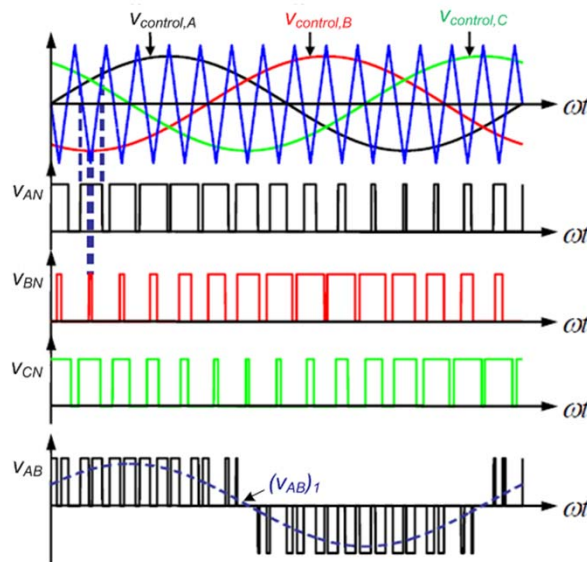 Vcontrol,A Vcontrol,B Vcontrol,C
ωt
VAN
ωt
VBN
ωt
VCN
ωt
VAB
(VAB)1
ωt